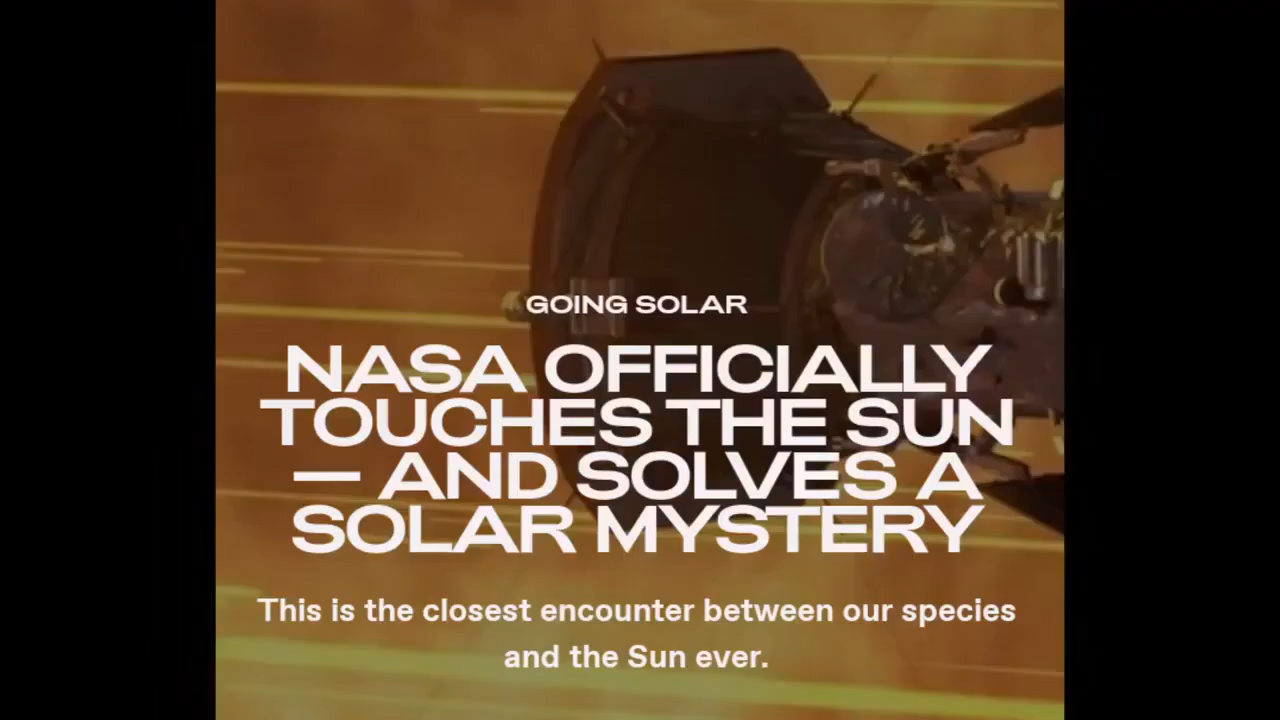 GOING SOLAR
NASA OFFICIALLY
TOUCHES THE SUN
— AND SOLVES A
SOLAR MYSTERY
This is the closest encounter between our species
and the Sun ever.